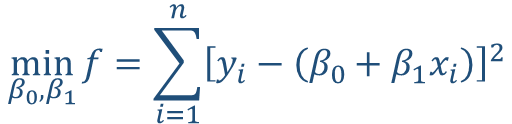 min f = ∑ [yᵢ − (β₀ + β₁xᵢ)]²
β₀,β₁ i=1 n